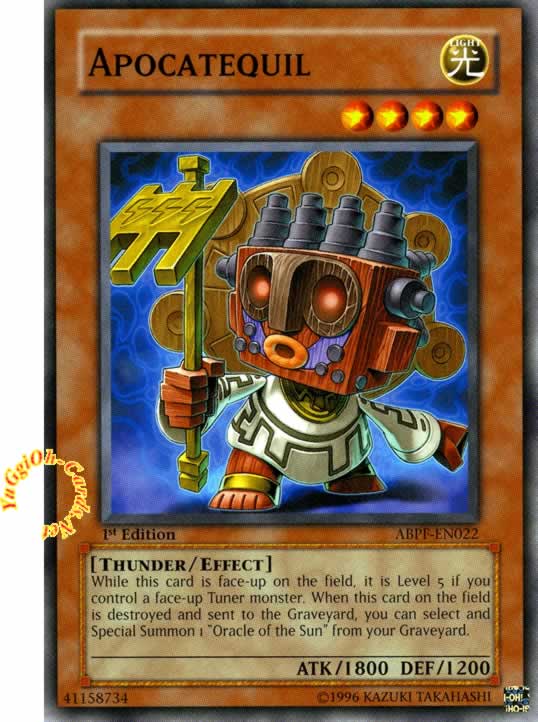 APOCATEQUIL
LIGHT
光
YuGgiOh-Cards.Net
1st Edition
ABPF-EN022
[THUNDER/EFFECT]
While this card is face-up on the field, it is Level 5 if you
control a face-up Tuner monster. When this card on the field
is destroyed and sent to the Graveyard, you can select and
Special Summon 1 "Oracle of the Sun" from your Graveyard.
ATK/1800 DEF/1200
41158734
©1996 KAZUKI TAKAHASHI